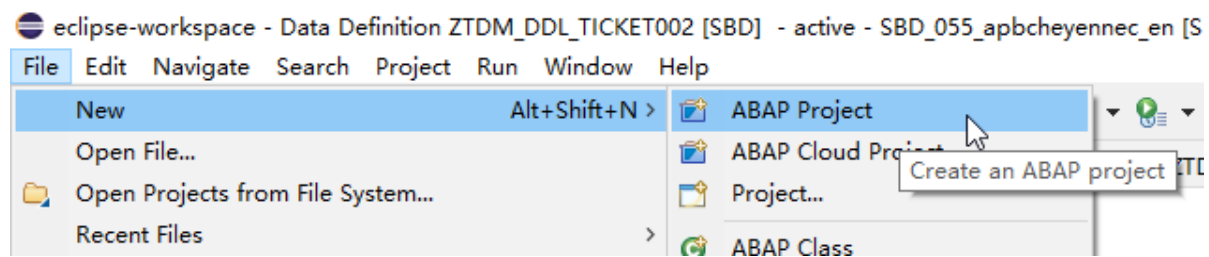 eclipse-workspace - Data Definition ZTDM_DDL_TICKET002 [SBD] - active - SBD_055_apbcheyennec_en [S
File Edit Navigate Search Project Run Window Help
New Alt+Shift+N > ABAP Project
Open File... ABAP Cloud Project
Create an ABAP project
Open Projects from File System... Project...
Recent Files > ABAP Class